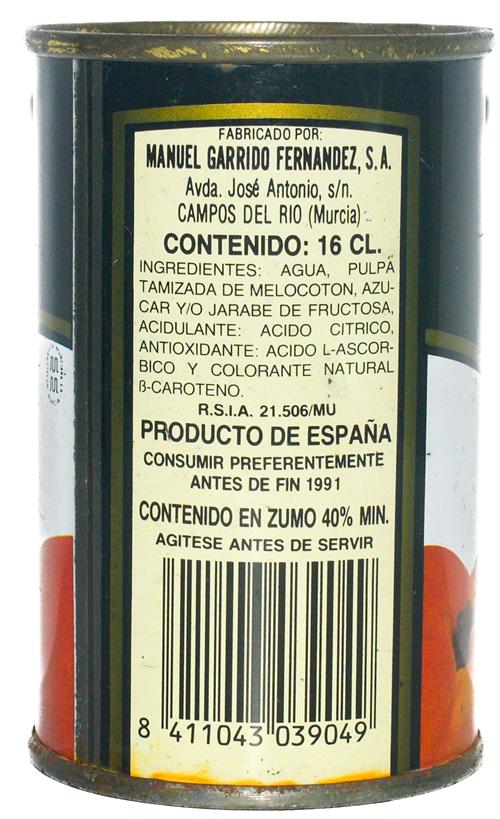 FABRICADO POR:
MANUEL GARRIDO FERNANDEZ, S.A.
Avda. José Antonio, s/n.
CAMPOS DEL RIO (Murcia)
CONTENIDO: 16 CL.
INGREDIENTES: AGUA, PULPA
TAMIZADA DE MELOCOTON, AZU-
CAR Y/O JARABE DE FRUCTOSA,
ACIDULANTE: ACIDO CITRICO,
ANTIOXIDANTE: ACIDO L-ASCOR-
BICO Y COLORANTE NATURAL
ß-CAROTENO.
R.S.I.A. 21.506/MU
PRODUCTO DE ESPAÑA
CONSUMIR PREFERENTEMENTE
ANTES DE FIN 1991
CONTENIDO EN ZUMO 40% MIN.
AGITESE ANTES DE SERVIR
8 411043 039049